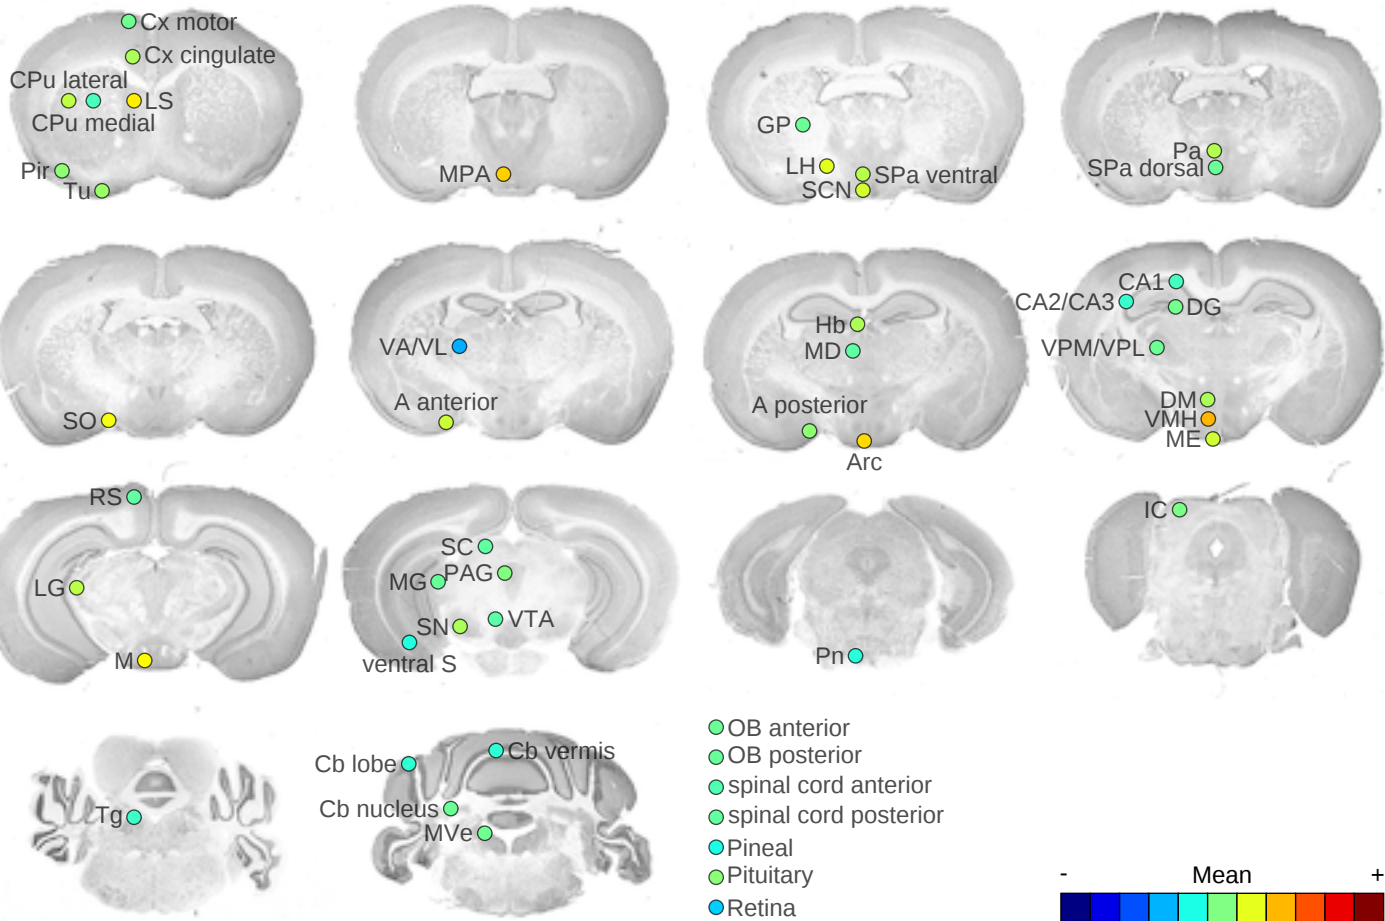 Cx motor
Cx cingulate
CPu lateral
LS
CPu medial
Pir
Tu
MPA
GP
LH
SPa ventral
SCN
Pa
SPa dorsal
SO
VA/VL
A anterior
Hb
MD
A posterior
Arc
CA1
CA2/CA3
DG
VPM/VPL
DM
VMH
ME
RS
LG
M
SC
MG
PAG
SN
VTA
ventral S
Pn
IC
Tg
Cb lobe
Cb vermis
Cb nucleus
MVe
OB anterior
OB posterior
spinal cord anterior
spinal cord posterior
Pineal
Pituitary
Retina
- Mean +